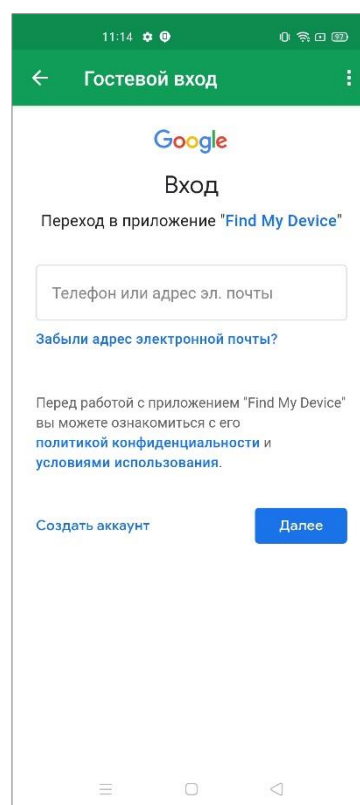 11:14 97
Гостевой вход
Google
Вход
Переход в приложение "Find My Device"
Телефон или адрес эл. почты
Забыли адрес электронной почты?
Перед работой с приложением "Find My Device"
вы можете ознакомиться с его
политикой конфиденциальности и
условиями использования.
Создать аккаунт Далее